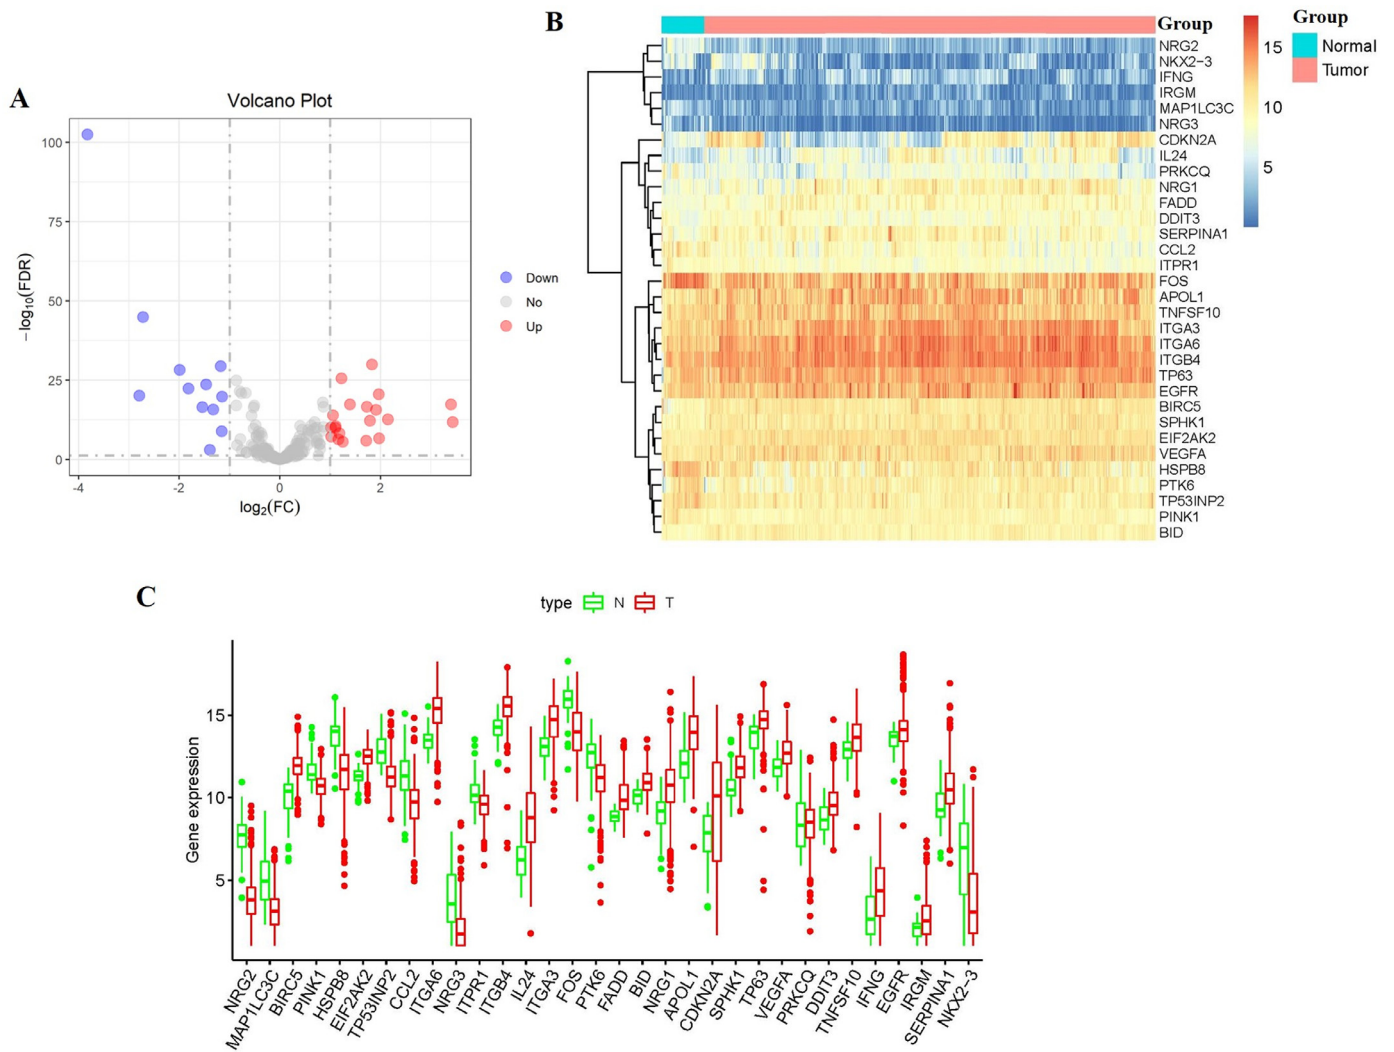 A
Volcano Plot
100
75
50
25
0
-4
-2
0
2
−log10(FDR)
log2(FC)
Down
No
Up
B
Group
NRG2
NKX2−3
IFNG
IRGM
MAP1LC3C
NRG3
CDKN2A
IL24
PRKCQ
NRG1
FADD
DDIT3
SERPINA1
CCL2
ITPR1
FOS
APOL1
TNFSF10
ITGA3
ITGA6
ITGB4
TP63
EGFR
BIRC5
SPHK1
EIF2AK2
VEGFA
HSPB8
PTK6
TP53INP2
PINK1
BID
15
10
5
Group
Normal
Tumor
C
type N T
Gene expression
15
10
5
NRG2
MAP1LC3C
BIRC5
PINK1
HSPB8
EIF2AK2
TP53INP2
CCL2
ITGA6
NRG3
ITPR1
ITGB4
IL24
ITGA3
FOS
PTK6
FADD
BID
NRG1
APOL1
CDKN2A
SPHK1
TP63
VEGFA
PRKCQ
DDIT3
TNFSF10
IFNG
EGFR
IRGM
SERPINA1
NKX2−3